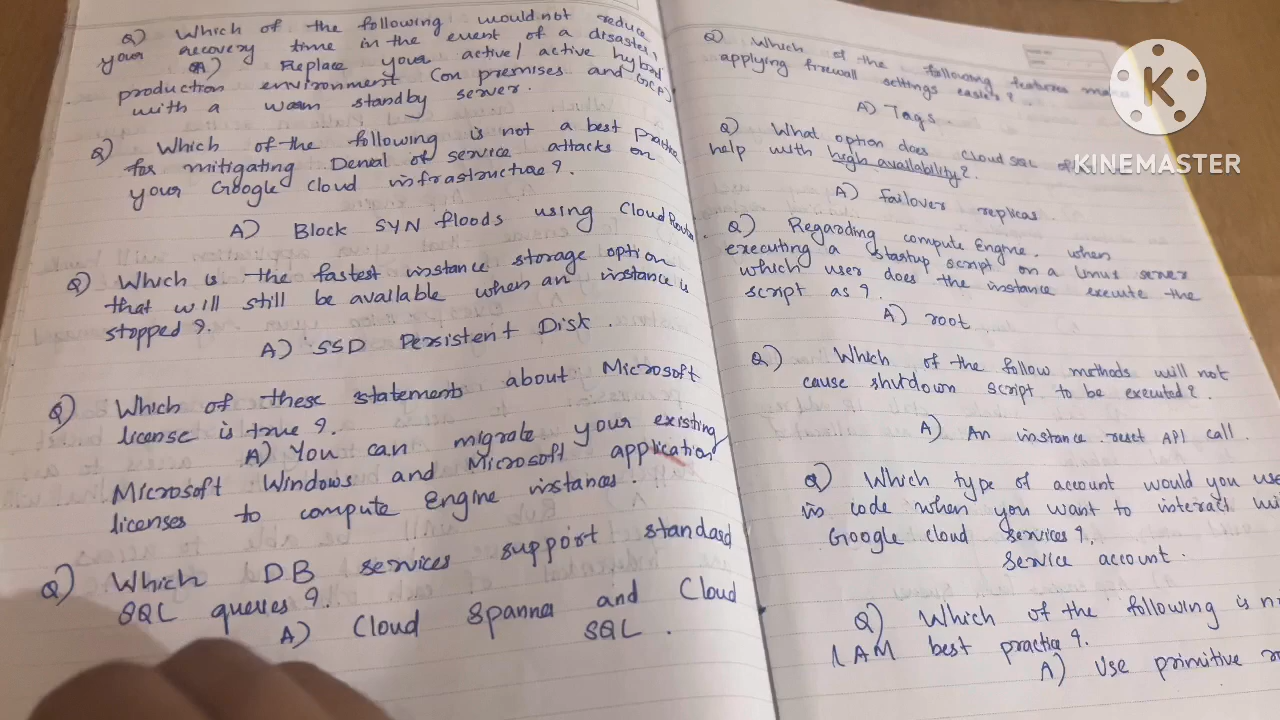 Q) Which of the following would not reduce
your recovery time in the event of a disaster?
A) Replace your active/active hybrid
production environment (on premises and GCP)
with a warm standby server.
Q) Which of the following is not a best practice
for mitigating Denial of service attacks on
your Google Cloud infrastructure?
A) Block SYN floods using Cloud Router.
Q) Which is the fastest instance storage option
that will still be available when an instance is
stopped?
A) SSD Persistent Disk.
Q) Which of these statement about Microsoft
license is true?
A) You can migrate your existing
Microsoft Windows and Microsoft application
licenses to compute Engine instances.
Q) Which DB services support standard
SQL queries?
A) Cloud Spanner and Cloud
SQL.
Q) Which of the following features
applying firewall settings easier?
A) Tags.
Q) What option does Cloud SQL
help with high availability?
A) failover replicas
Q) Regarding compute Engine, when
executing a startup script on a linux server
which user does the instance execute the
script as?
A) root
Q) Which of the follow methods will not
cause shutdown script to be executed?
A) An instance reset API call.
Q) Which type of account would you use
in code when you want to interact
Google cloud services?
Service account.
Q) Which of the following is
IAM best practice?
A) Use primitive
K
KINEMASTER